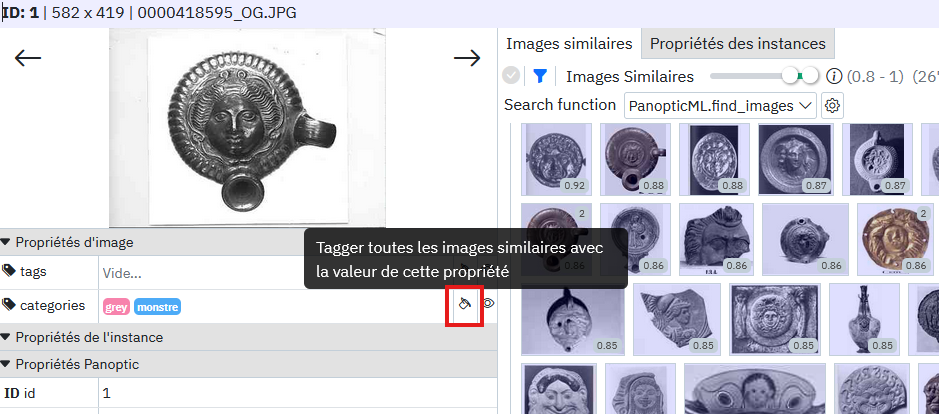 ID: 1 | 582 x 419 | 0000418595_OG.JPG
Images similaires
Propriétés des instances
Images Similaires
(0.8 - 1)
(26
Search function
PanopticML.find_images
0.92
0.88
0.88
0.87
0.87
2
2
0.86
0.86
0.86
0.86
0.86
0.85
0.85
0.85
0.85
Propriétés d'image
tags
Vide...
Tagger toutes les images similaires avec
la valeur de cette propriété
categories
grey monstre
Propriétés de l'instance
Propriétés Panoptic
ID id
1